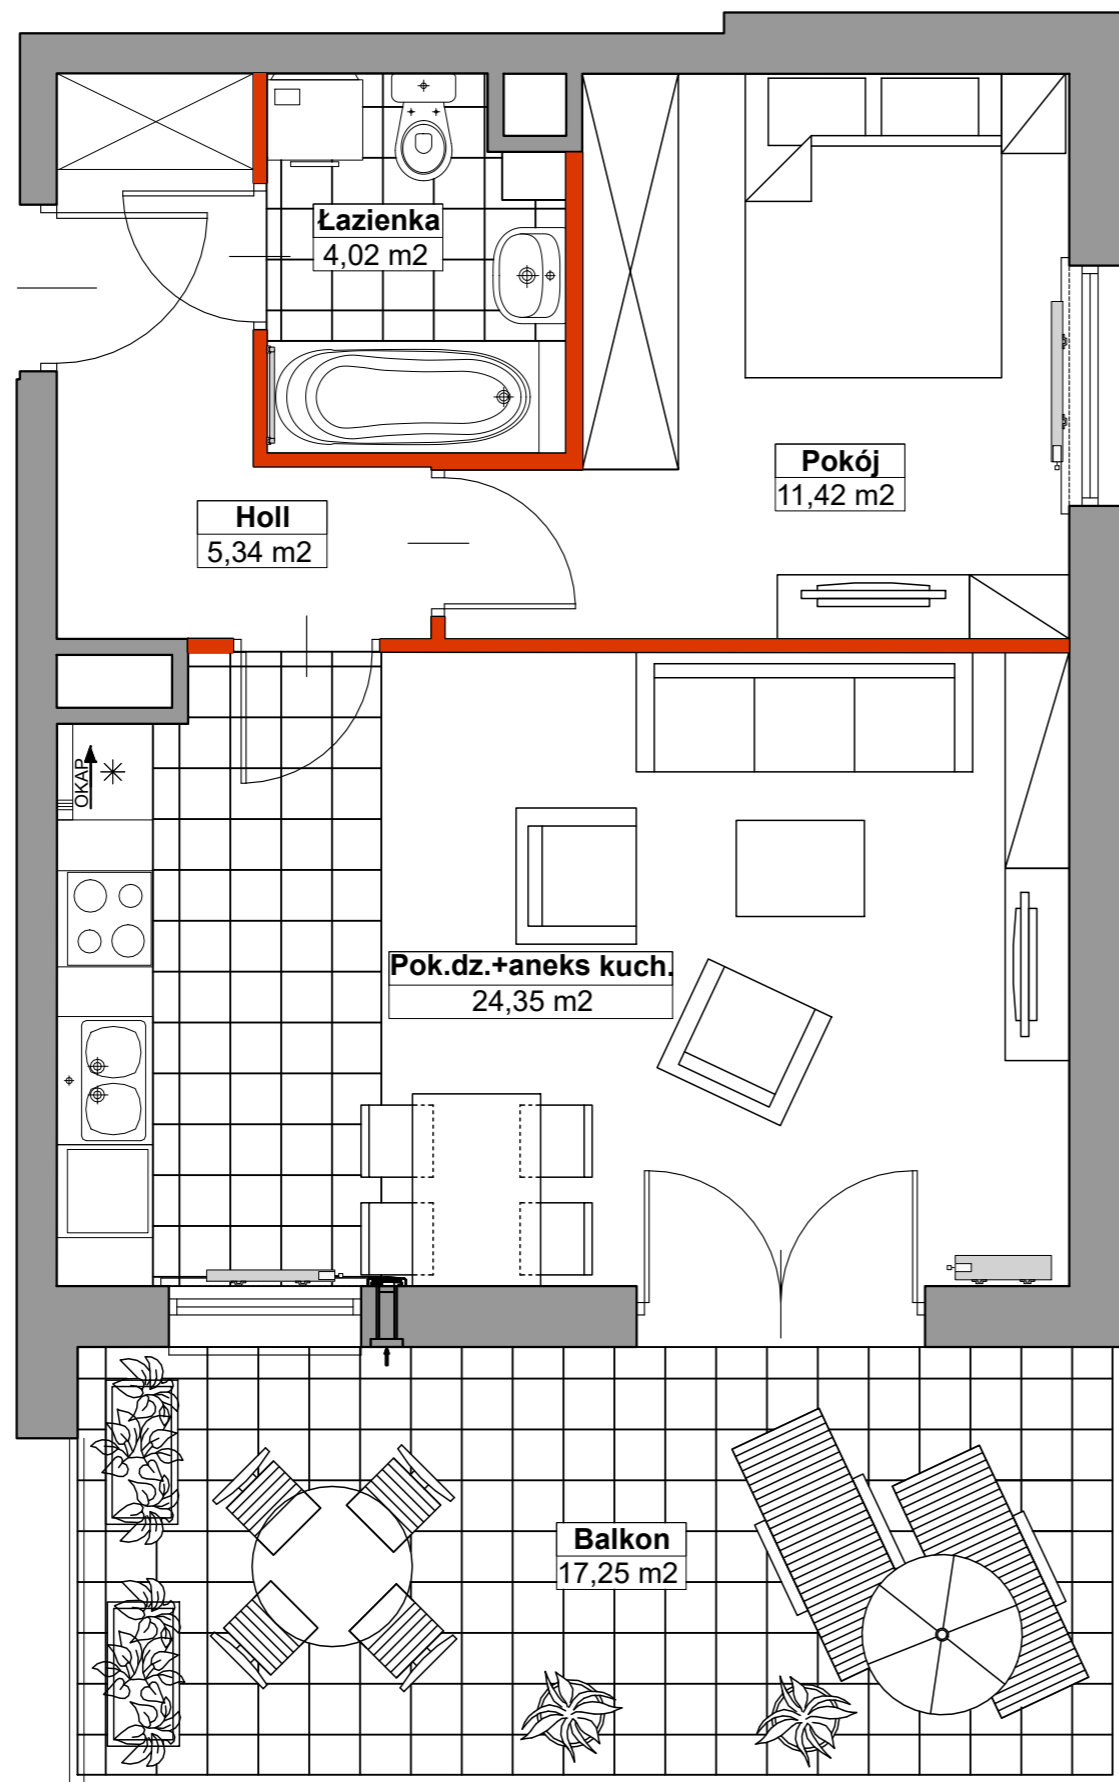 Łazienka
4,02 m2
Pokój
11,42 m2
Holl
5,34 m2
OKAP
Pok.dz.+aneks kuch.
24,35 m2
Balkon
17,25 m2